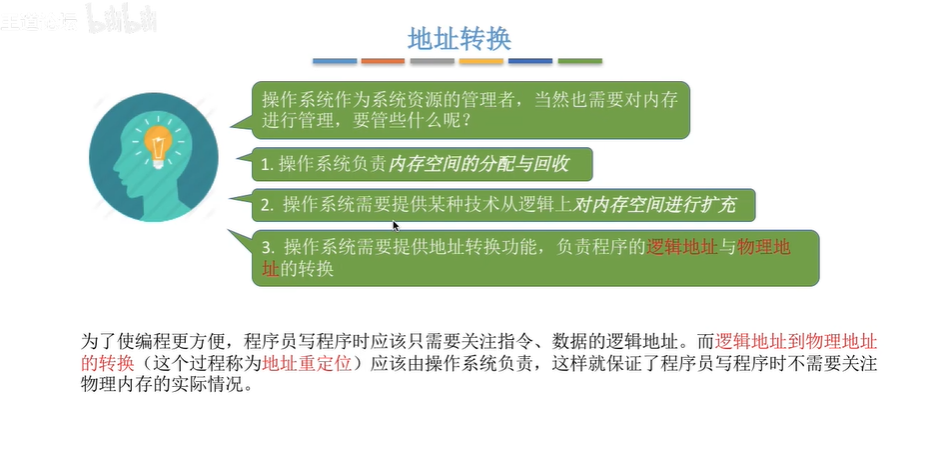 bilibili
地址转换
操作系统作为系统资源的管理者，当然也需要对内存
进行管理，要管些什么呢？
1. 操作系统负责内存空间的分配与回收
2. 操作系统需要提供某种技术从逻辑上对内存空间进行扩充
3. 操作系统需要提供地址转换功能，负责程序的逻辑地址与物理地
址的转换
为了使编程更方便，程序员写程序时应该只需要关注指令、数据的逻辑地址。而逻辑地址到物理地址
的转换（这个过程称为地址重定位）应该由操作系统负责，这样就保证了程序员写程序时不需要关注
物理内存的实际情况。